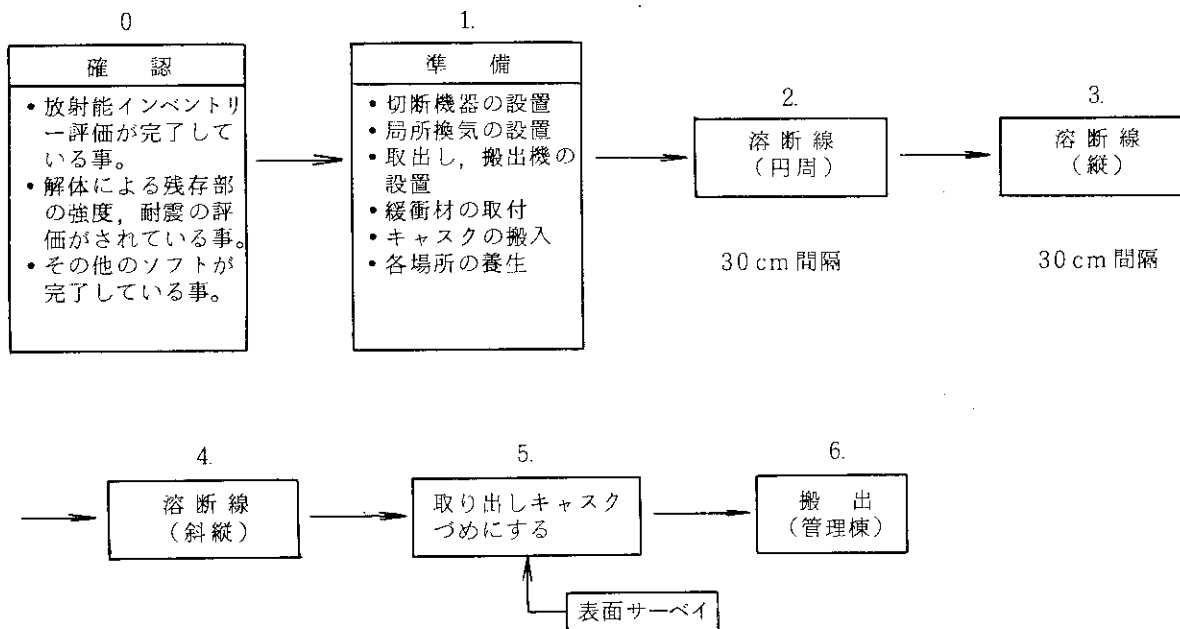 0
確認
• 放射能インベントリ
ー評価が完了して
いる事。
• 解体による残存部
の強度，耐震の評
価がされている事。
• その他のソフトが
完了している事。
1.
準備
• 切断機器の設置
• 局所換気の設置
• 取出し，搬出機の
設置
• 緩衝材の取付
• キャスクの搬入
• 各場所の養生
2.
溶断線
（円周）
30cm間隔
3.
溶断線
（縦）
30cm間隔
4.
溶断線
（斜縦）
5.
取り出しキャスク
づめにする
表面サーベイ
6.
搬出
（管理棟）